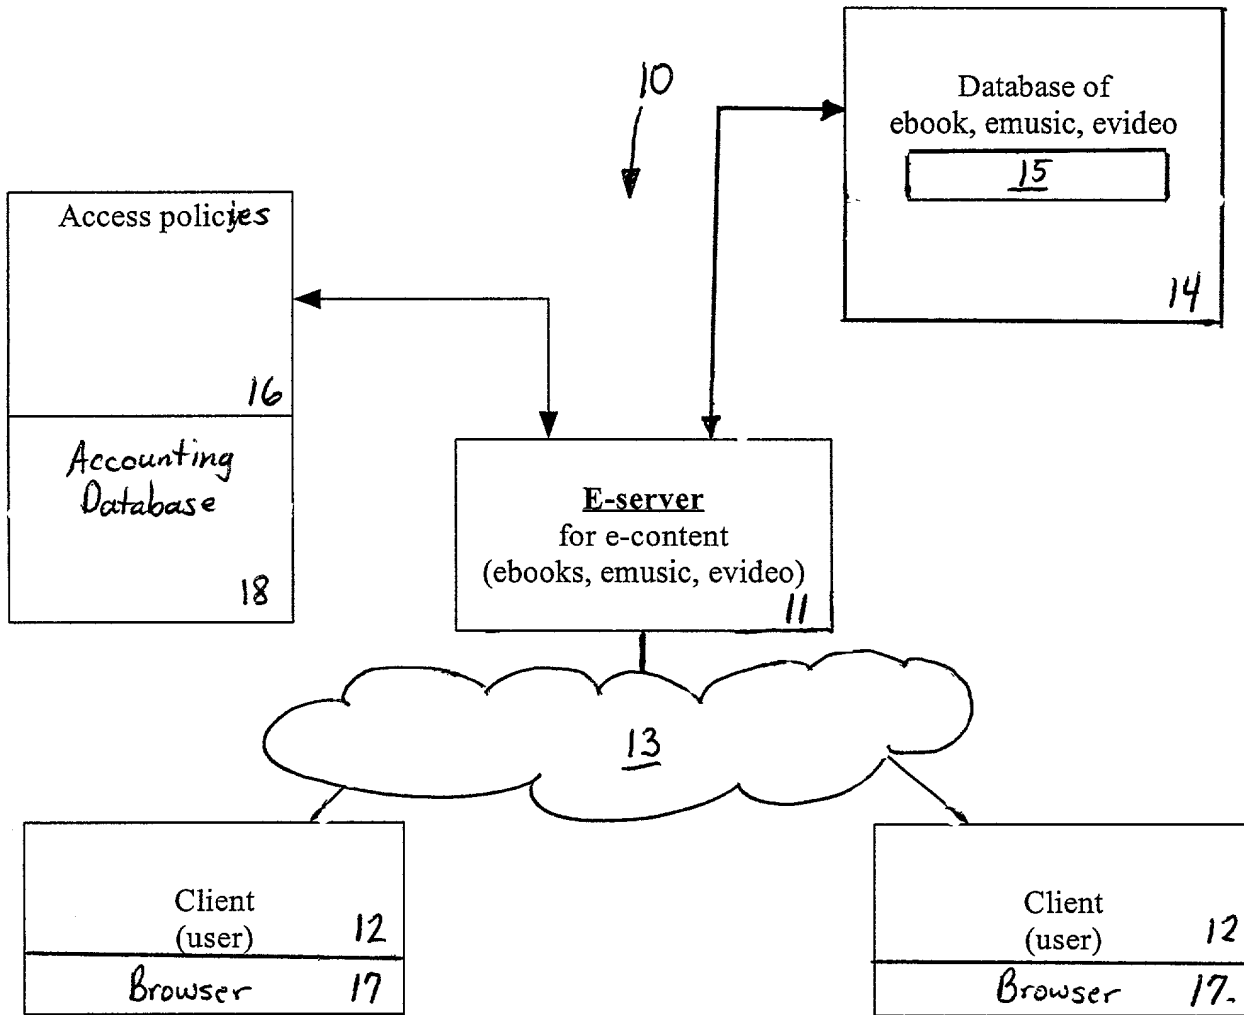 10
Database of
ebook, emusic, evideo
15
14
Access policies
16
Accounting
Database
18
E-server
for e-content
(ebooks, emusic, evideo)
11
13
Client
(user) 12
Browser 17
Client
(user) 12
Browser 17.